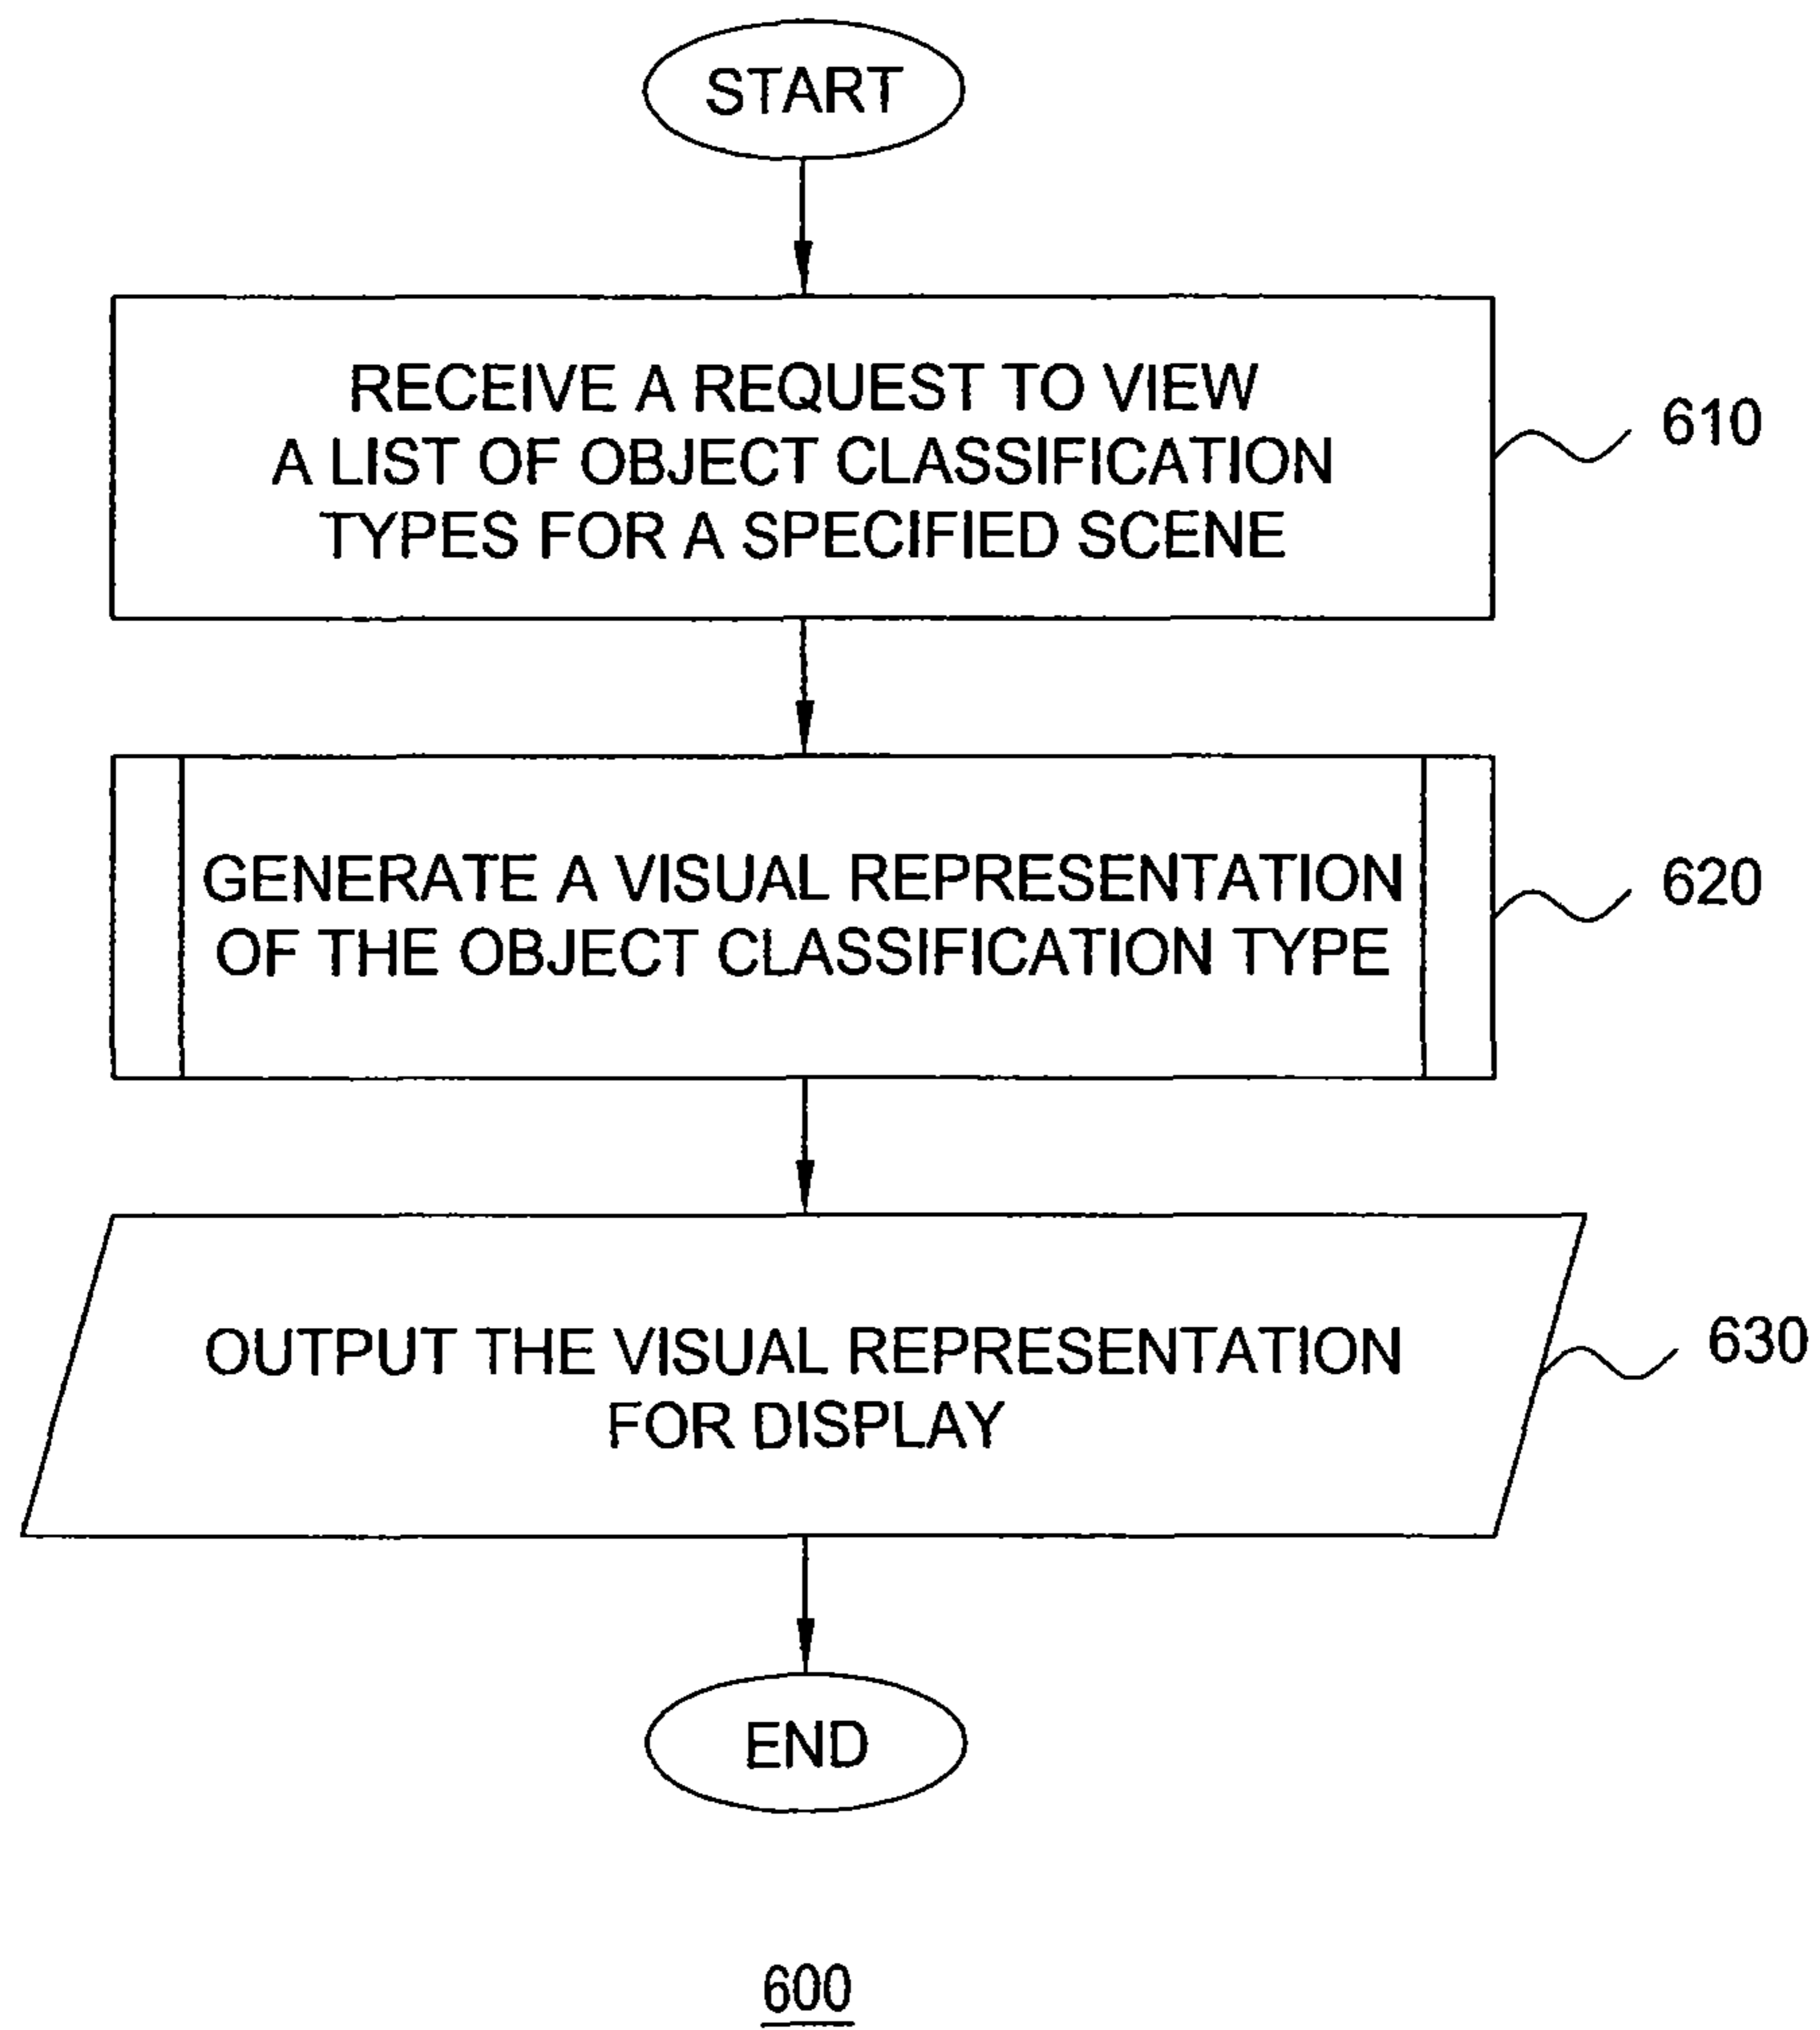 START
RECEIVE A REQUEST TO VIEW
A LIST OF OBJECT CLASSIFICATION
TYPES FOR A SPECIFIED SCENE
610
GENERATE A VISUAL REPRESENTATION
OF THE OBJECT CLASSIFICATION TYPE
620
OUTPUT THE VISUAL REPRESENTATION
FOR DISPLAY
630
END
600